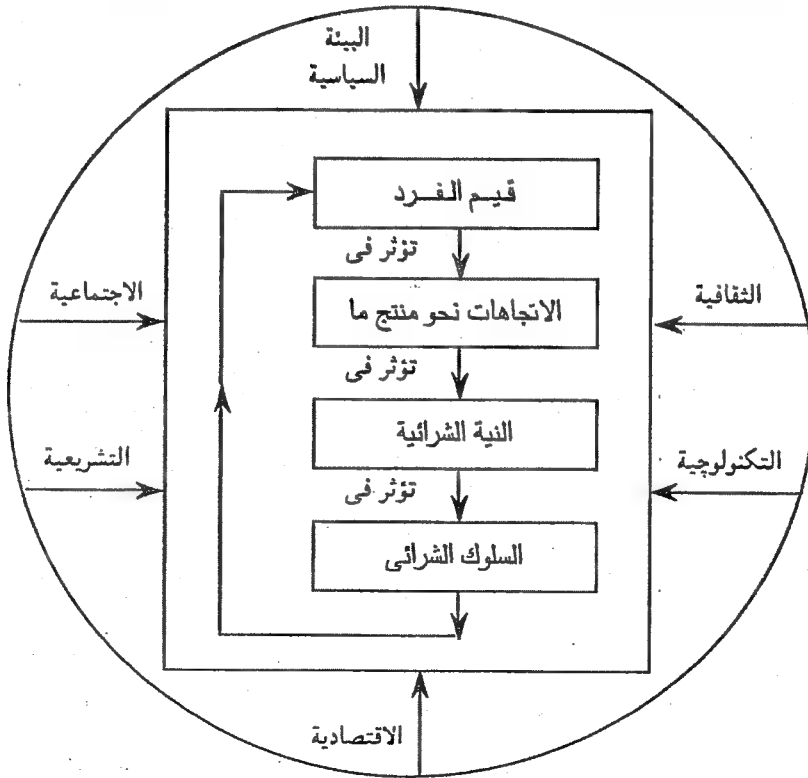 البيئة
السياسية
قيم الفرد
تؤثر فى
الاجتماعية
الثقافية
الاتجاهات نحو منتج ما
تؤثر فى
النية الشرائية
التشريعية
التكنولوچية
تؤثر فى
السلوك الشرائى
الاقتصادية